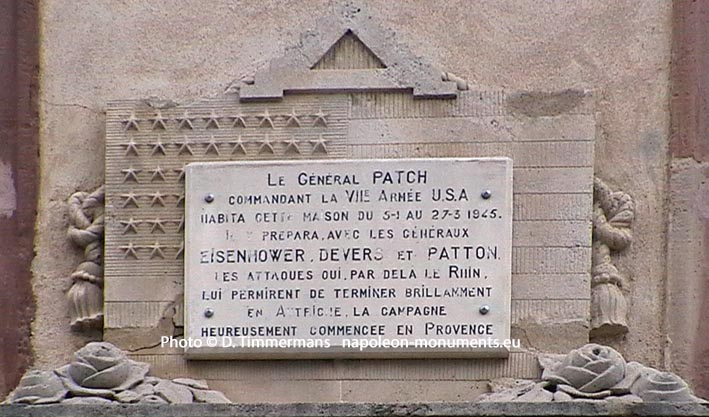 Le Général PATCH
COMMANDANT LA VIIE ARMÉE U.S.A
HABITA CETTE MAISON DU 5-1 AU 27-3 1945.
IL Y PREPARA, AVEC LES GÉNÉRAUX
EISENHOWER, DEVERS ET PATTON.
LES ATTAQUES QUI, PAR DELÀ LE RHIN,
LUI PERMIRENT DE TERMINER BRILLAMMENT
EN AUTRICHE, LA CAMPAGNE
HEUREUSEMENT COMMENCÉE EN PROVENCE
Photo © D. Timmermans napoleon-monuments.eu